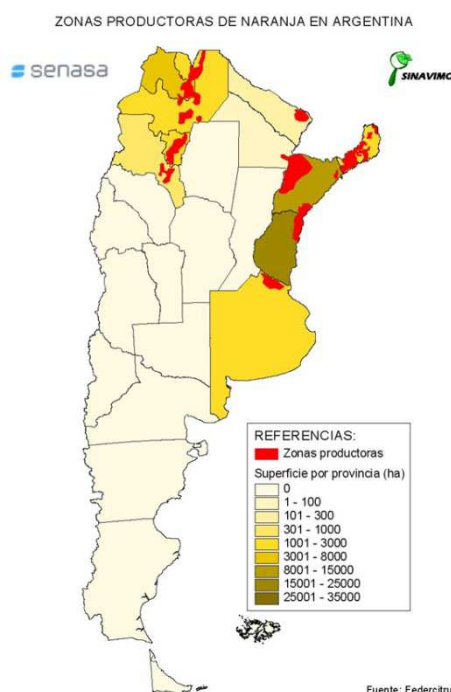 ZONAS PRODUCTORAS DE NARANJA EN ARGENTINA
senasa
SINAVIMO
REFERENCIAS:
Zonas productoras
Superficie por provincia (ha)
0
1 - 100
101 - 300
301 - 1000
1001 - 3000
3001 - 8000
8001 - 15000
15001 - 25000
25001 - 35000
Fuente: Federcitrus